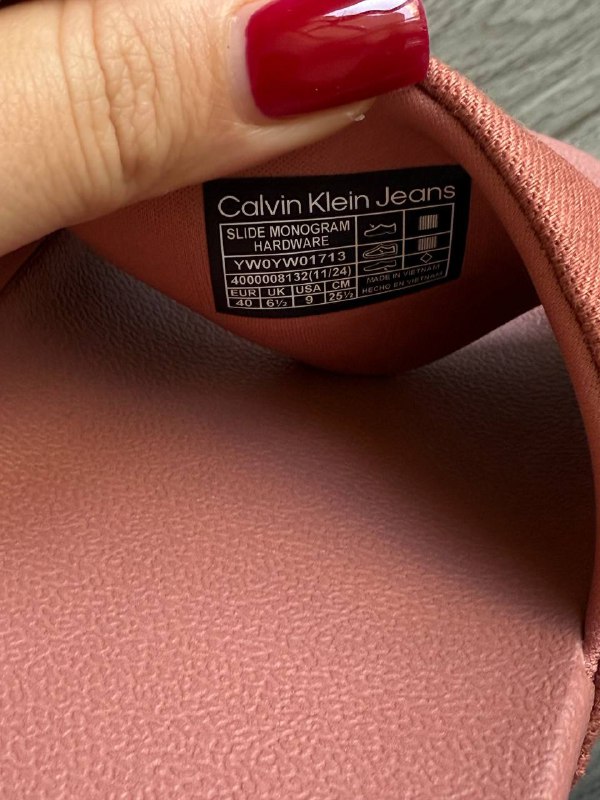 Calvin Klein Jeans
SLIDE MONOGRAM
HARDWARE
YW0YW01713
4000008132(11/24)
EUR UK USA CM
40 6½ 9 25½
MADE IN VIETNAM
HECHO EN VIETNAM